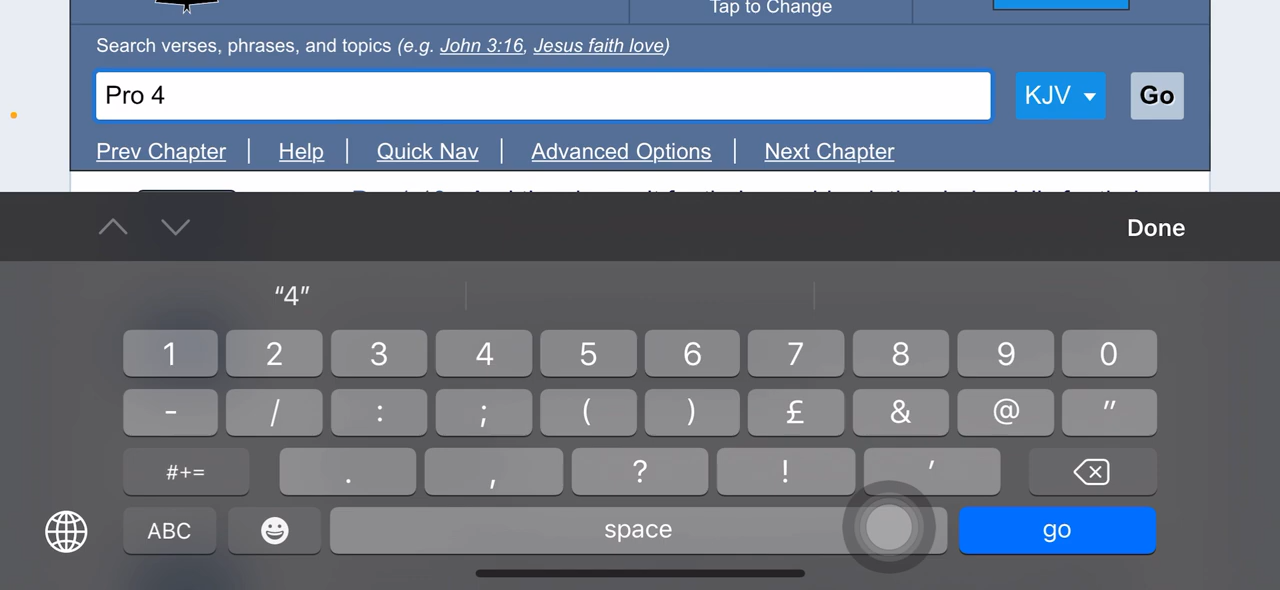 Tap to Change
Search verses, phrases, and topics (e.g. John 3:16, Jesus faith love)
Pro 4
KJV
Go
Prev Chapter | Help | Quick Nav | Advanced Options | Next Chapter
Done
“4”
1 2 3 4 5 6 7 8 9 0
- / : ; ( ) £ & @ "
#+= . , ? ! '
ABC space go